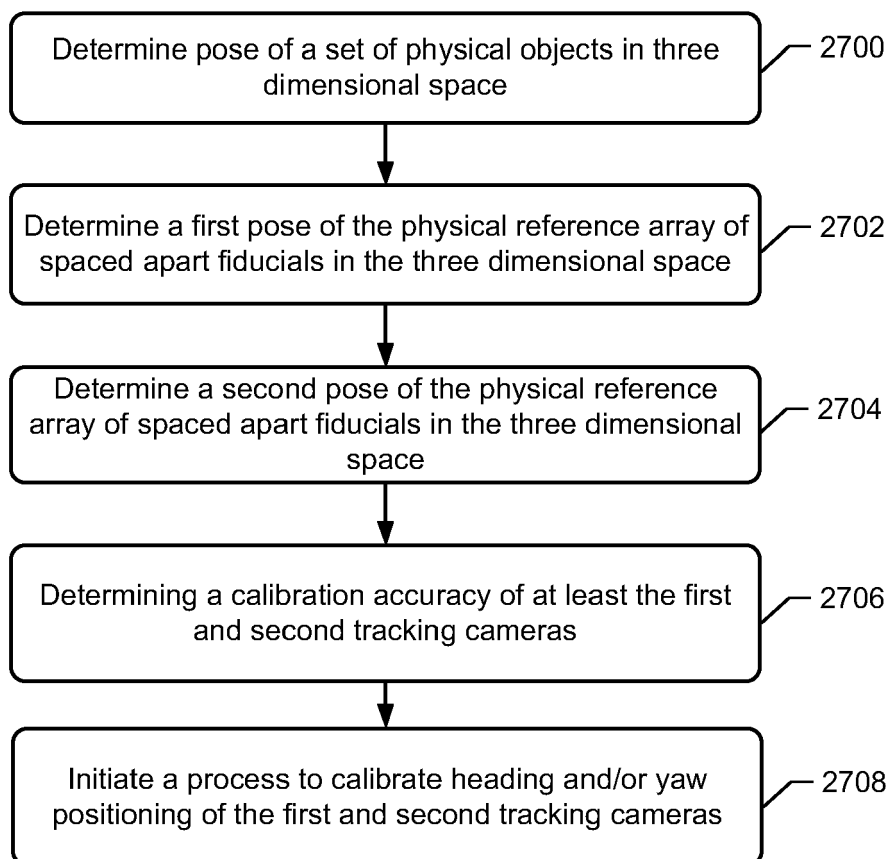 Determine pose of a set of physical objects in three
dimensional space
2700
Determine a first pose of the physical reference array of
spaced apart fiducials in the three dimensional space
2702
Determine a second pose of the physical reference
array of spaced apart fiducials in the three dimensional
space
2704
Determining a calibration accuracy of at least the first
and second tracking cameras
2706
Initiate a process to calibrate heading and/or yaw
positioning of the first and second tracking cameras
2708